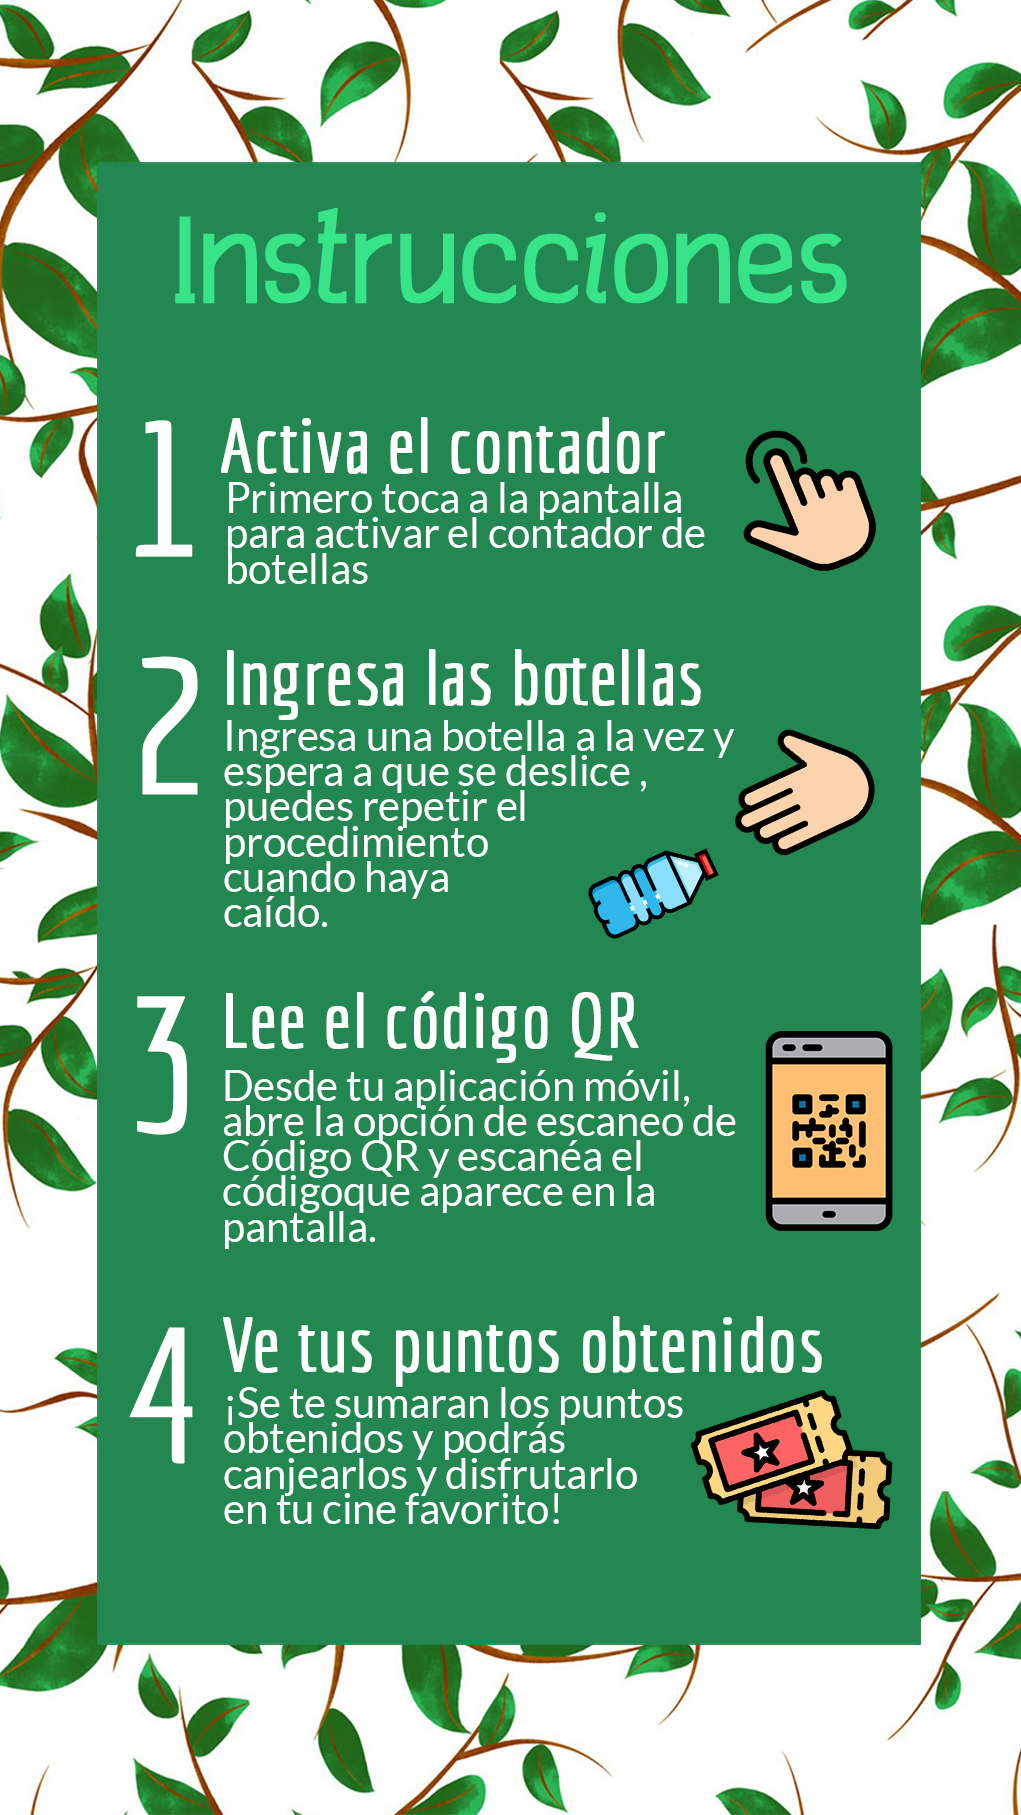 Instrucciones
1
Activa el contador
Primero toca a la pantalla
para activar el contador de
botellas
2
Ingresa las botellas
Ingresa una botella a la vez y
espera a que se deslice ,
puedes repetir el
procedimiento
cuando haya
caído.
3
Lee el código QR
Desde tu aplicación móvil,
abre la opción de escaneo de
Código QR y escanéa el
códigoque aparece en la
pantalla.
4
Ve tus puntos obtenidos
¡Se te sumaran los puntos
obtenidos y podrás
canjearlos y disfrutarlo
en tu cine favorito!